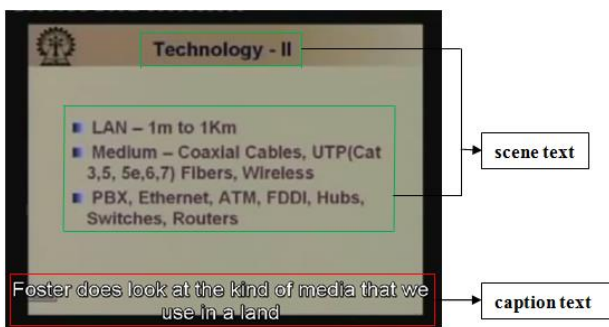 Technology - II
LAN – 1m to 1Km
Medium – Coaxial Cables, UTP(Cat
3,5, 5e,6,7) Fibers, Wireless
PBX, Ethernet, ATM, FDDI, Hubs,
Switches, Routers
scene text
Foster does look at the kind of media that we
use in a land
caption text